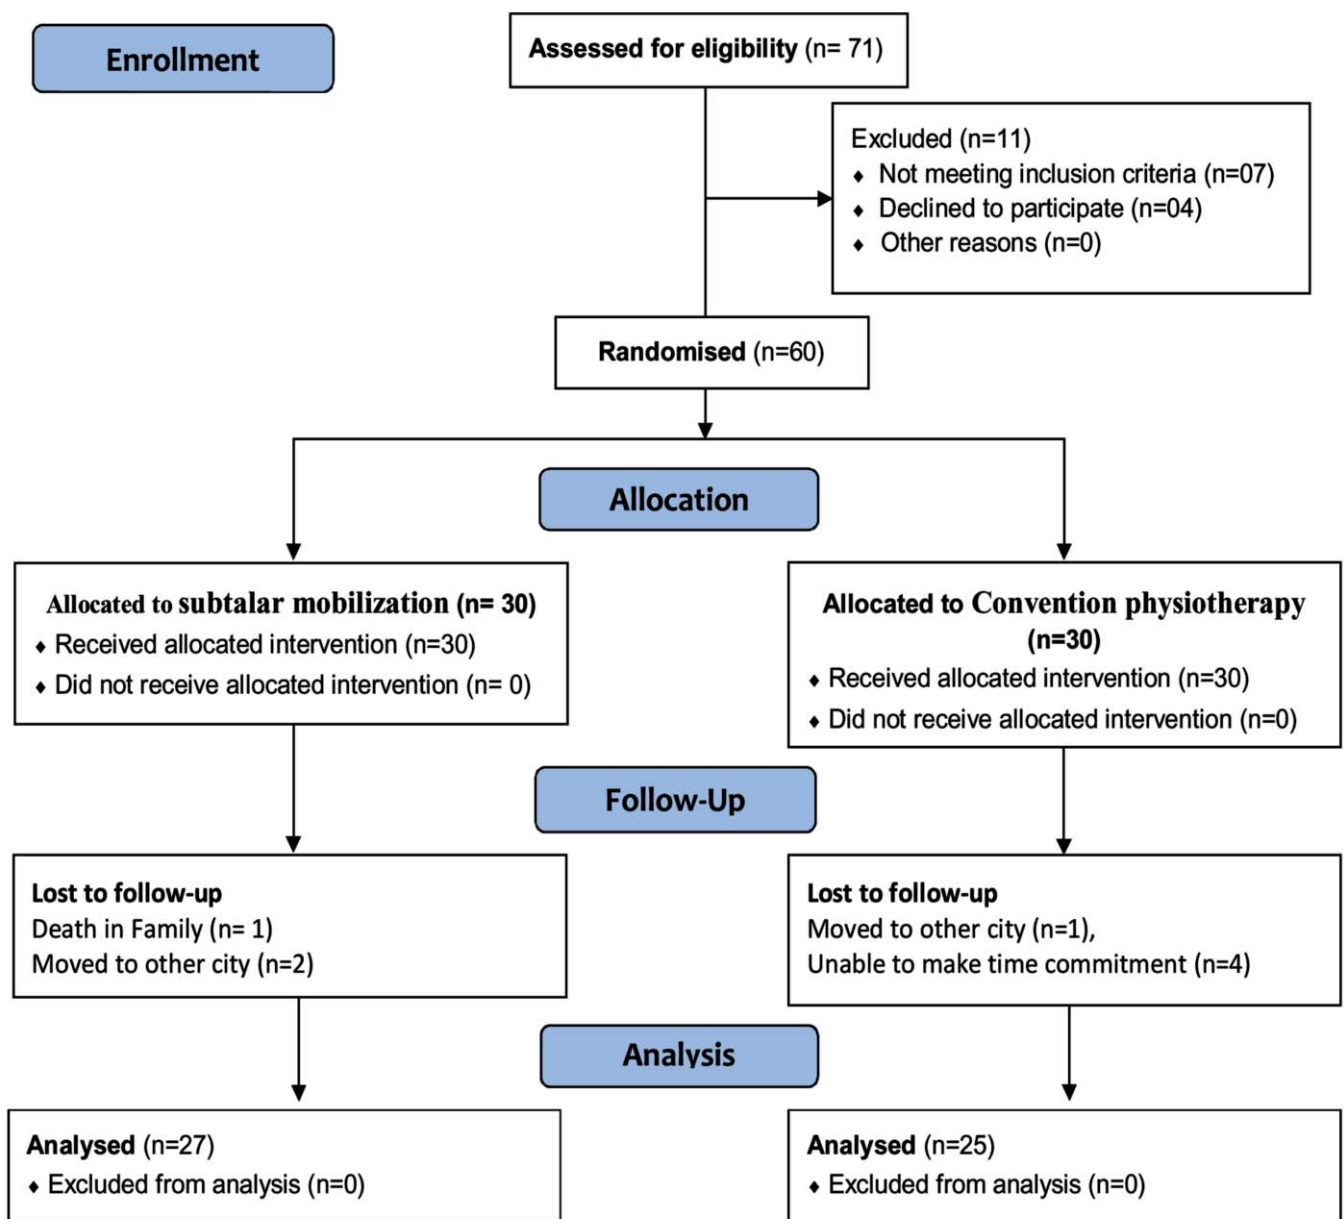 Enrollment
Assessed for eligibility (n= 71)
Excluded (n=11)
♦ Not meeting inclusion criteria (n=07)
♦ Declined to participate (n=04)
♦ Other reasons (n=0)
Randomised (n=60)
Allocation
Allocated to subtalar mobilization (n= 30)
♦ Received allocated intervention (n=30)
♦ Did not receive allocated intervention (n= 0)
Allocated to Convention physiotherapy
(n=30)
♦ Received allocated intervention (n=30)
♦ Did not receive allocated intervention (n=0)
Follow-Up
Lost to follow-up
Death in Family (n= 1)
Moved to other city (n=2)
Lost to follow-up
Moved to other city (n=1),
Unable to make time commitment (n=4)
Analysis
Analysed (n=27)
♦ Excluded from analysis (n=0)
Analysed (n=25)
♦ Excluded from analysis (n=0)